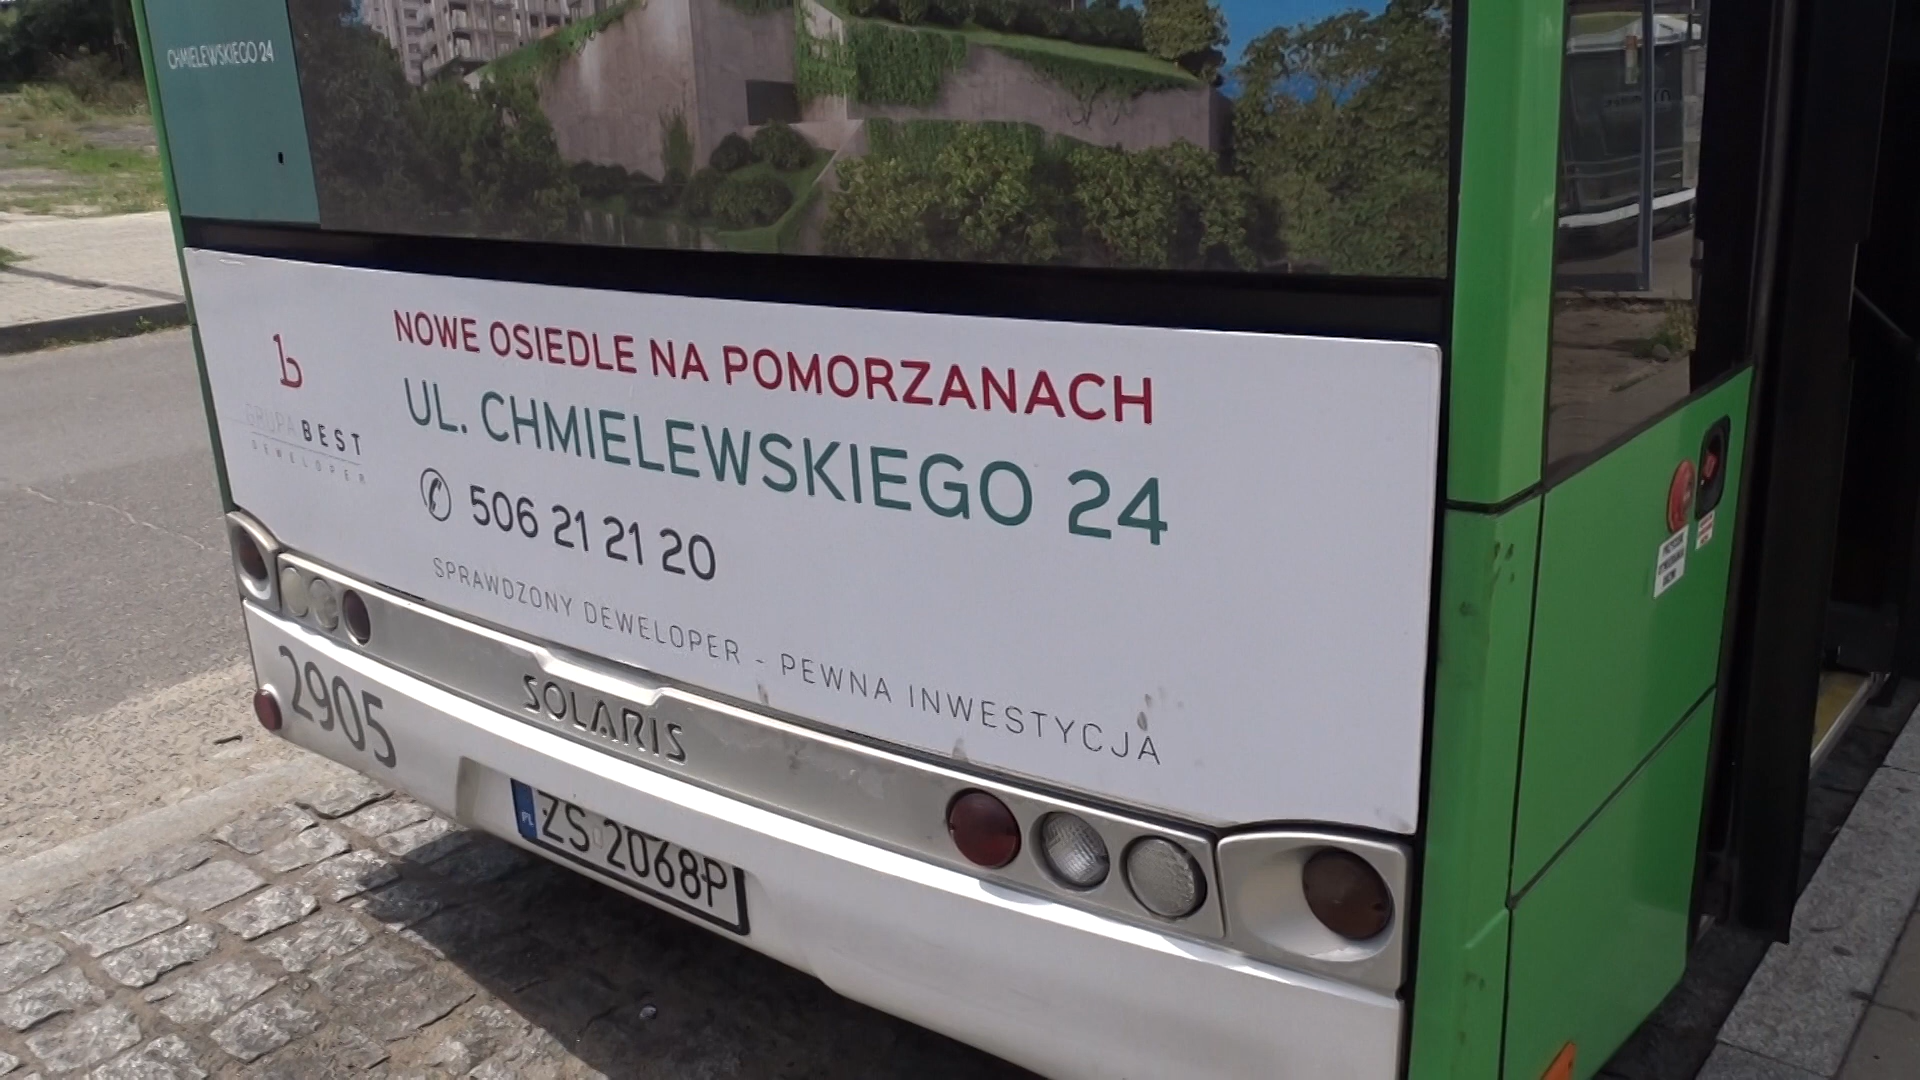 CHMIELEWSKIEGO 24
NOWE OSIEDLE NA POMORZANACH
UL. CHMIELEWSKIEGO 24
GRUPA BEST
DEWELOPER
506 21 21 20
SPRAWDZONY DEWELOPER - PEWNA INWESTYCJA
2905
SOLARIS
PL
ZS 2068P